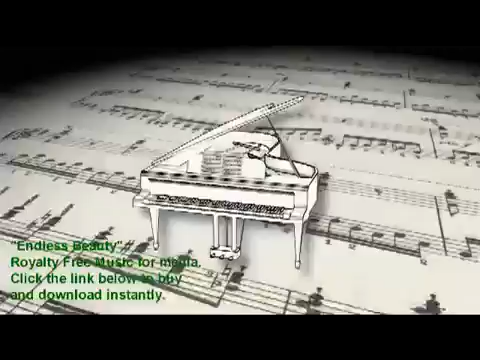 "Endless Beauty"
Royalty Free Music for media.
Click the link below to buy
and download instantly.